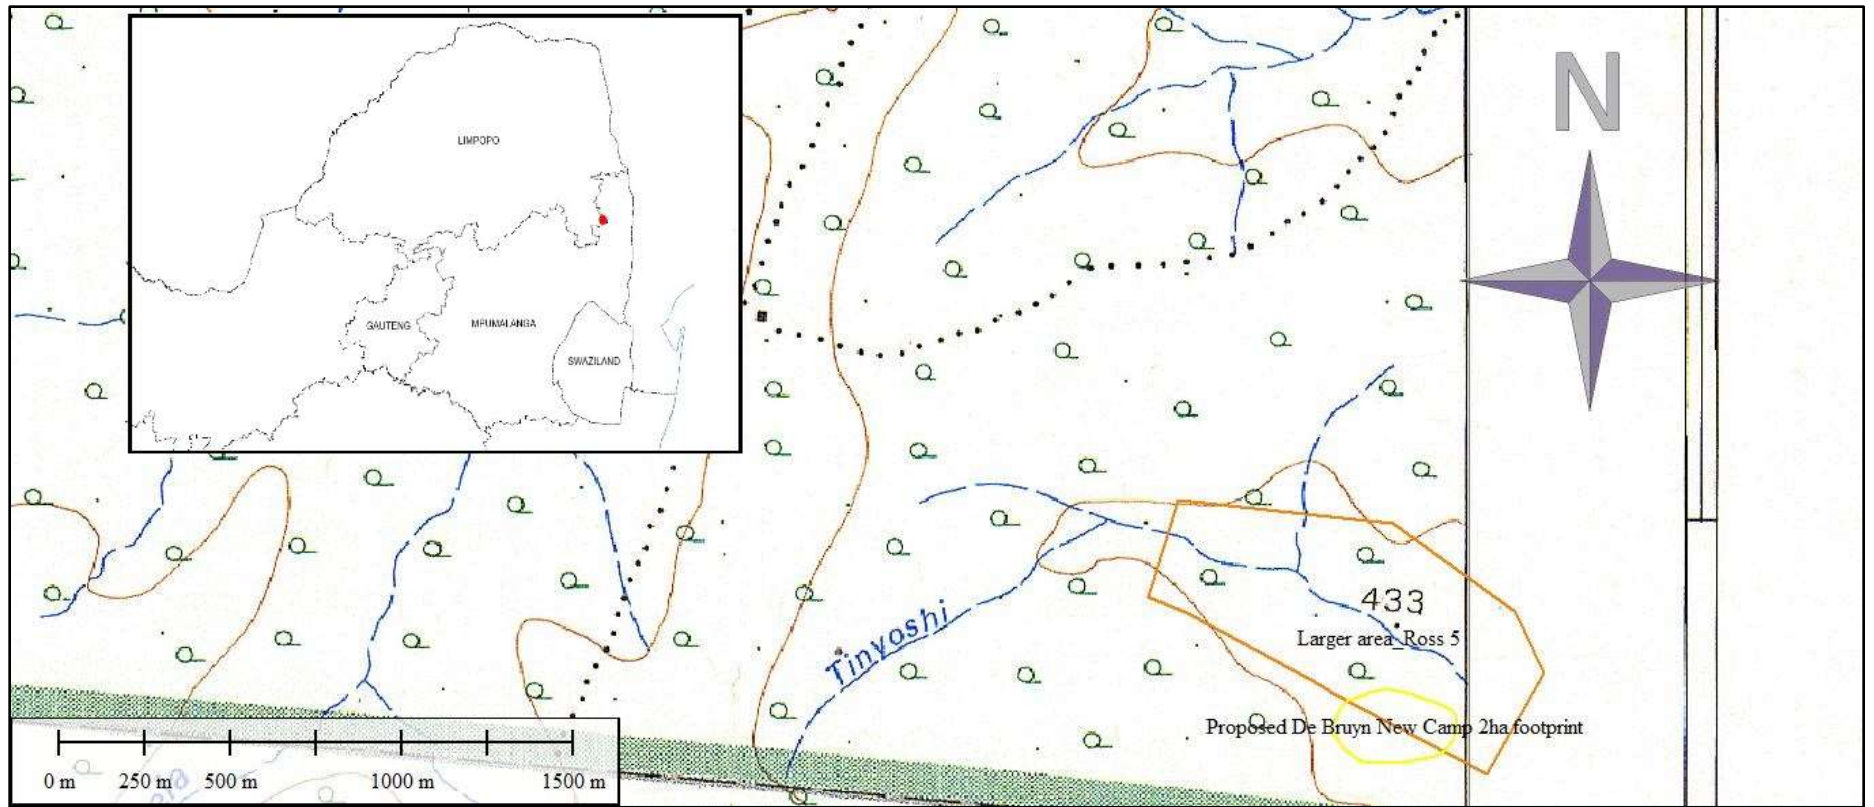 LIMPOPO
GAUTENG
MPUMALANGA
SWAZILAND
N
Tinyoshi
433
Larger area_Ross 5
Proposed De Bruyn New Camp 2ha footprint
0 m 250 m 500 m 1000 m 1500 m